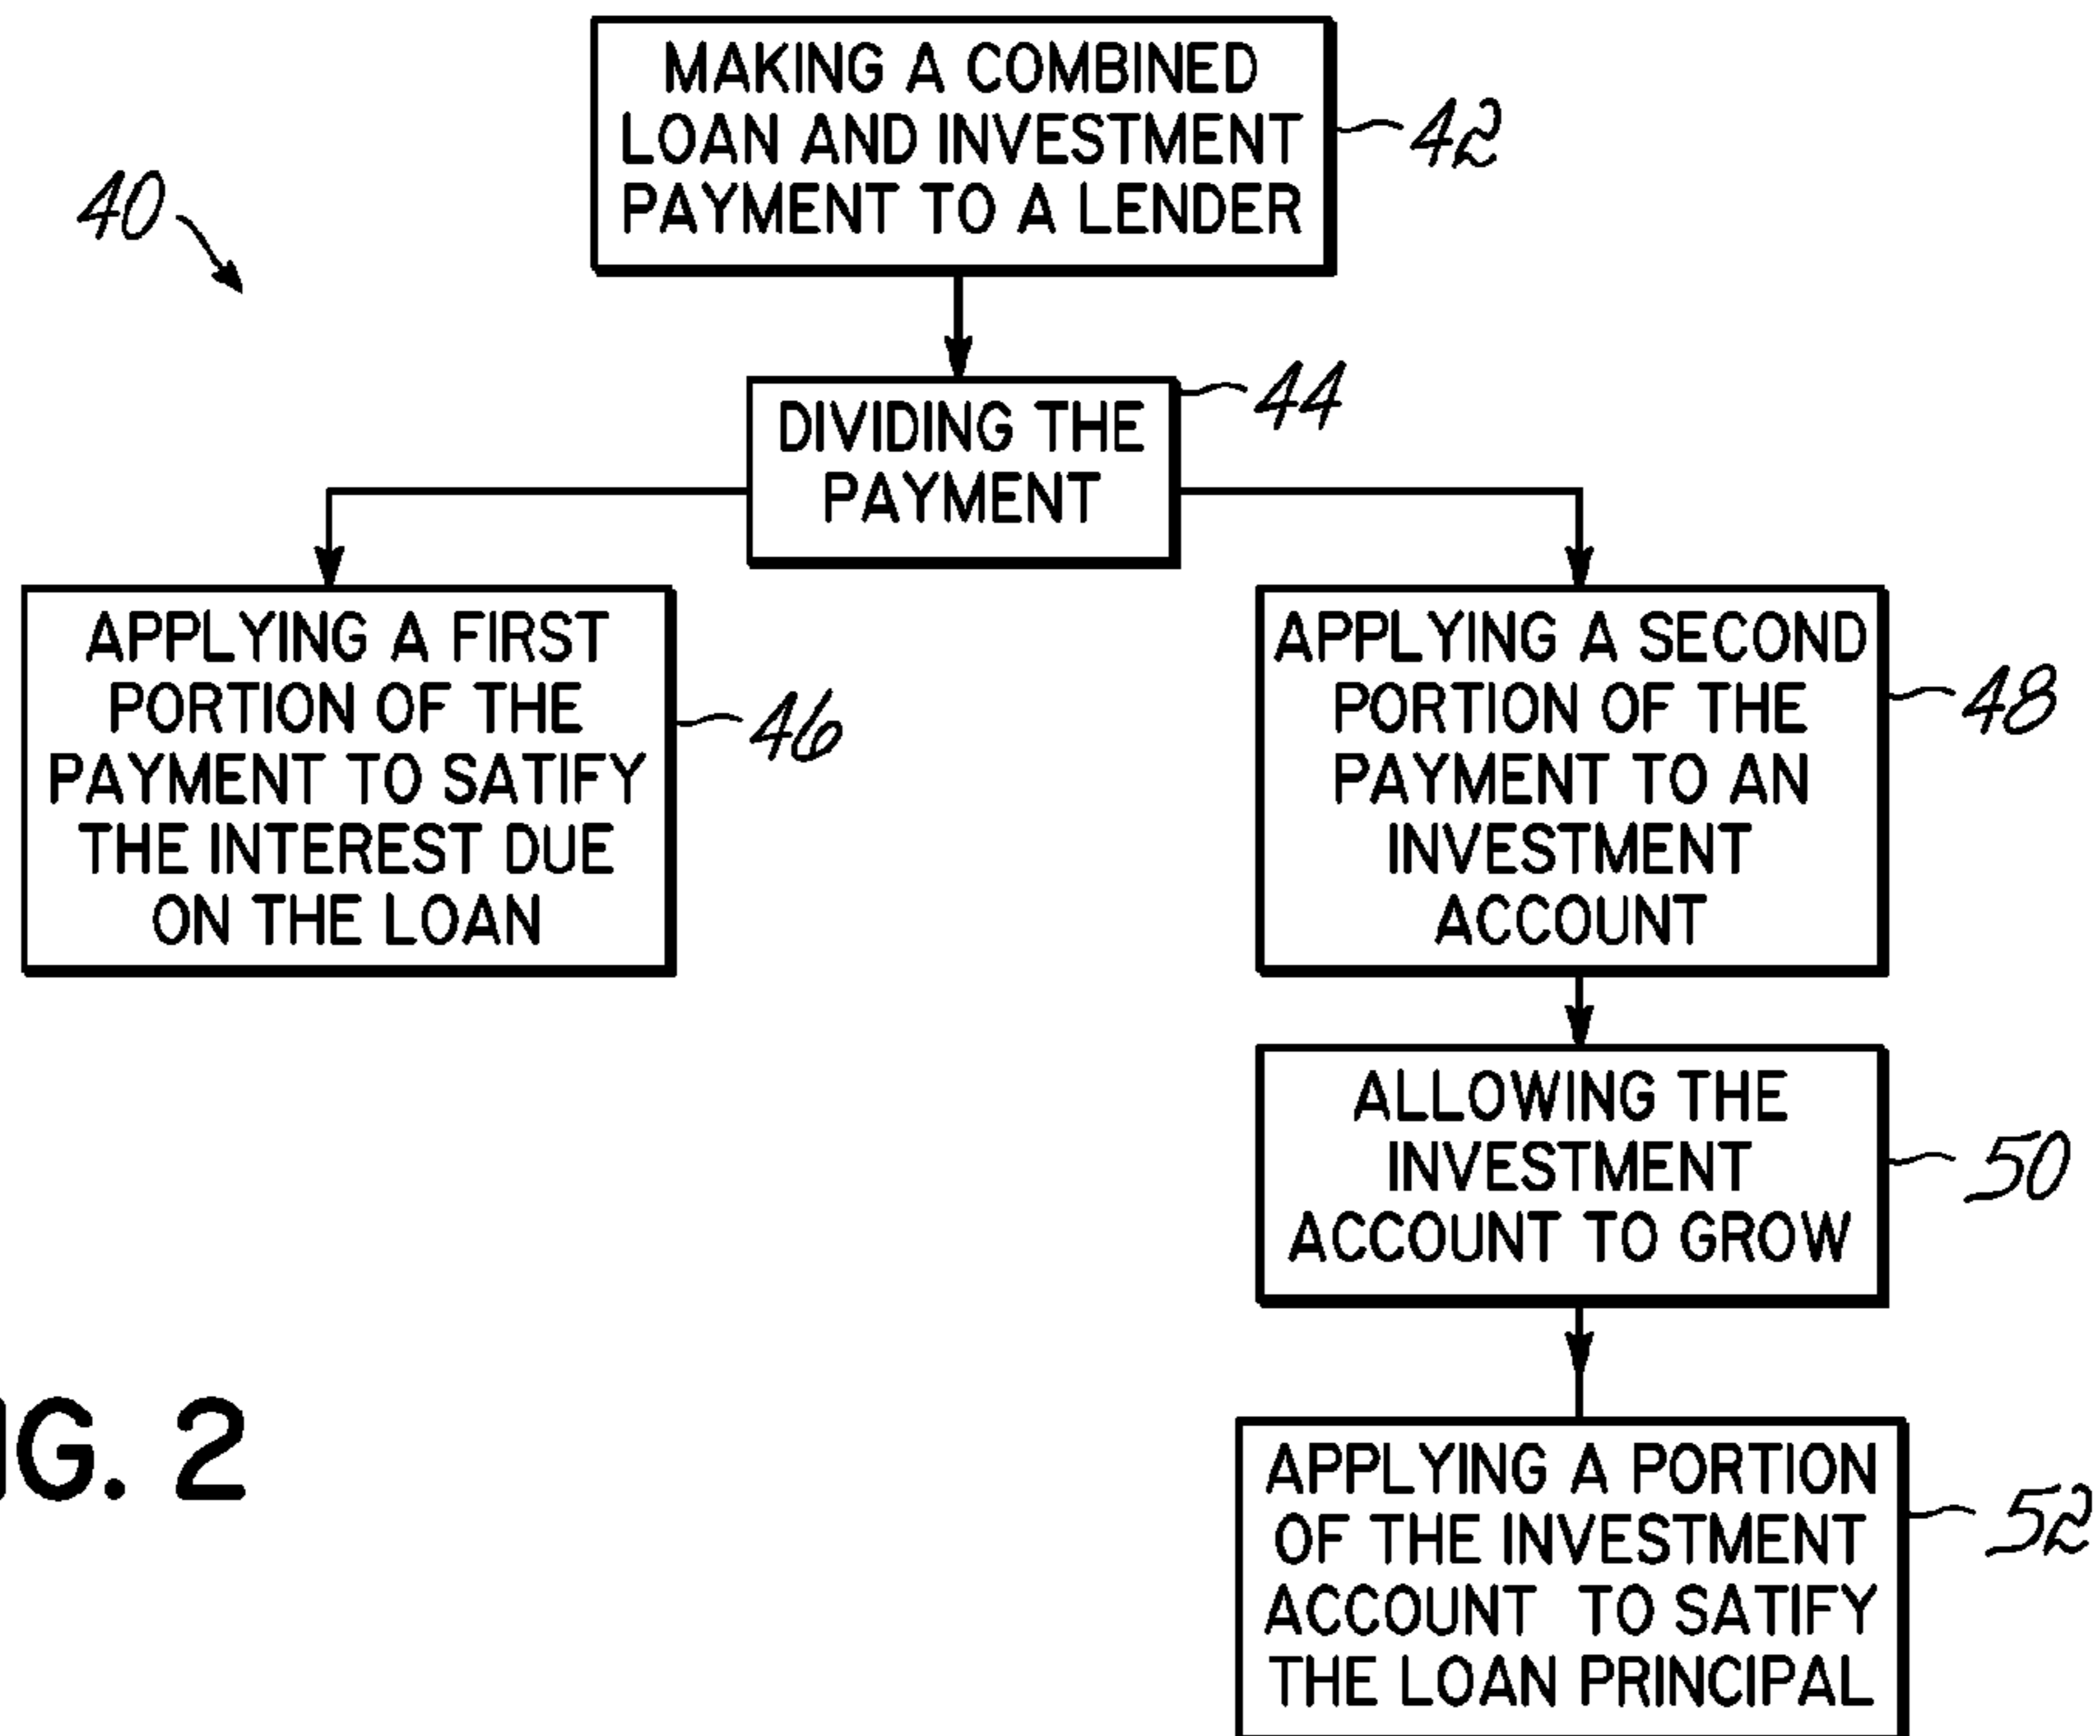 MAKING A COMBINED
LOAN AND INVESTMENT
PAYMENT TO A LENDER
42
40
DIVIDING THE
PAYMENT
44
APPLYING A FIRST
PORTION OF THE
PAYMENT TO SATIFY
THE INTEREST DUE
ON THE LOAN
46
APPLYING A SECOND
PORTION OF THE
PAYMENT TO AN
INVESTMENT
ACCOUNT
48
ALLOWING THE
INVESTMENT
ACCOUNT TO GROW
50
APPLYING A PORTION
OF THE INVESTMENT
ACCOUNT TO SATIFY
THE LOAN PRINCIPAL
52
IG. 2